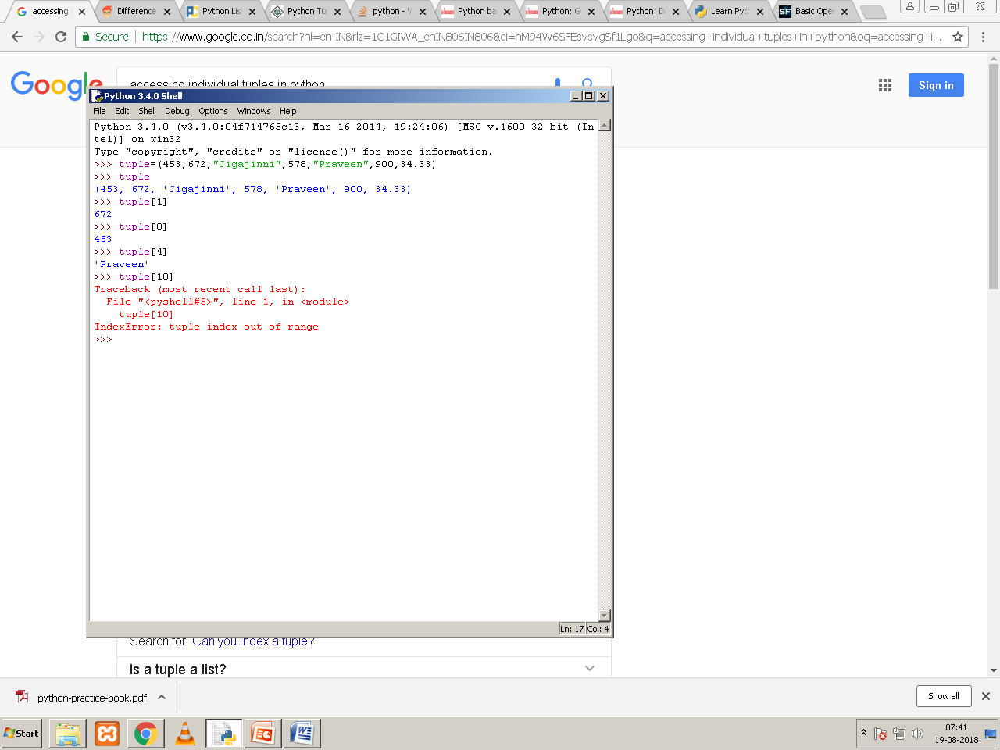 accessing
Difference
Python List
Python Tup
python - V
Python ba
Python: G
Python: D
Learn Pyth
SF Basic Oper
Secure
https://www.google.co.in/search?hl=en-IN&rlz=1C1GIWA_enIN806IN806&ei=hM94W6SFEsvsvgSf1Lgo&q=accessing+individual+tuples+in+python&oq=accessing+i...
Google
accessing individual tuples in python
Sign in
Python 3.4.0 Shell
File Edit Shell Debug Options Windows Help
Python 3.4.0 (v3.4.0:04f714765c13, Mar 16 2014, 19:24:06) [MSC v.1600 32 bit (In
tel)] on win32
Type "copyright", "credits" or "license()" for more information.
>>> tuple=(453,672,"Jigajinni",578,"Praveen",900,34.33)
>>> tuple
(453, 672, 'Jigajinni', 578, 'Praveen', 900, 34.33)
>>> tuple[1]
672
>>> tuple[0]
453
>>> tuple[4]
'Praveen'
>>> tuple[10]
Traceback (most recent call last):
  File "<pyshell#5>", line 1, in <module>
    tuple[10]
IndexError: tuple index out of range
>>>
Ln: 17 Col: 4
Search for: Can you index a tuple?
Is a tuple a list?
python-practice-book.pdf
Show all
Start
07:41
19-08-2018